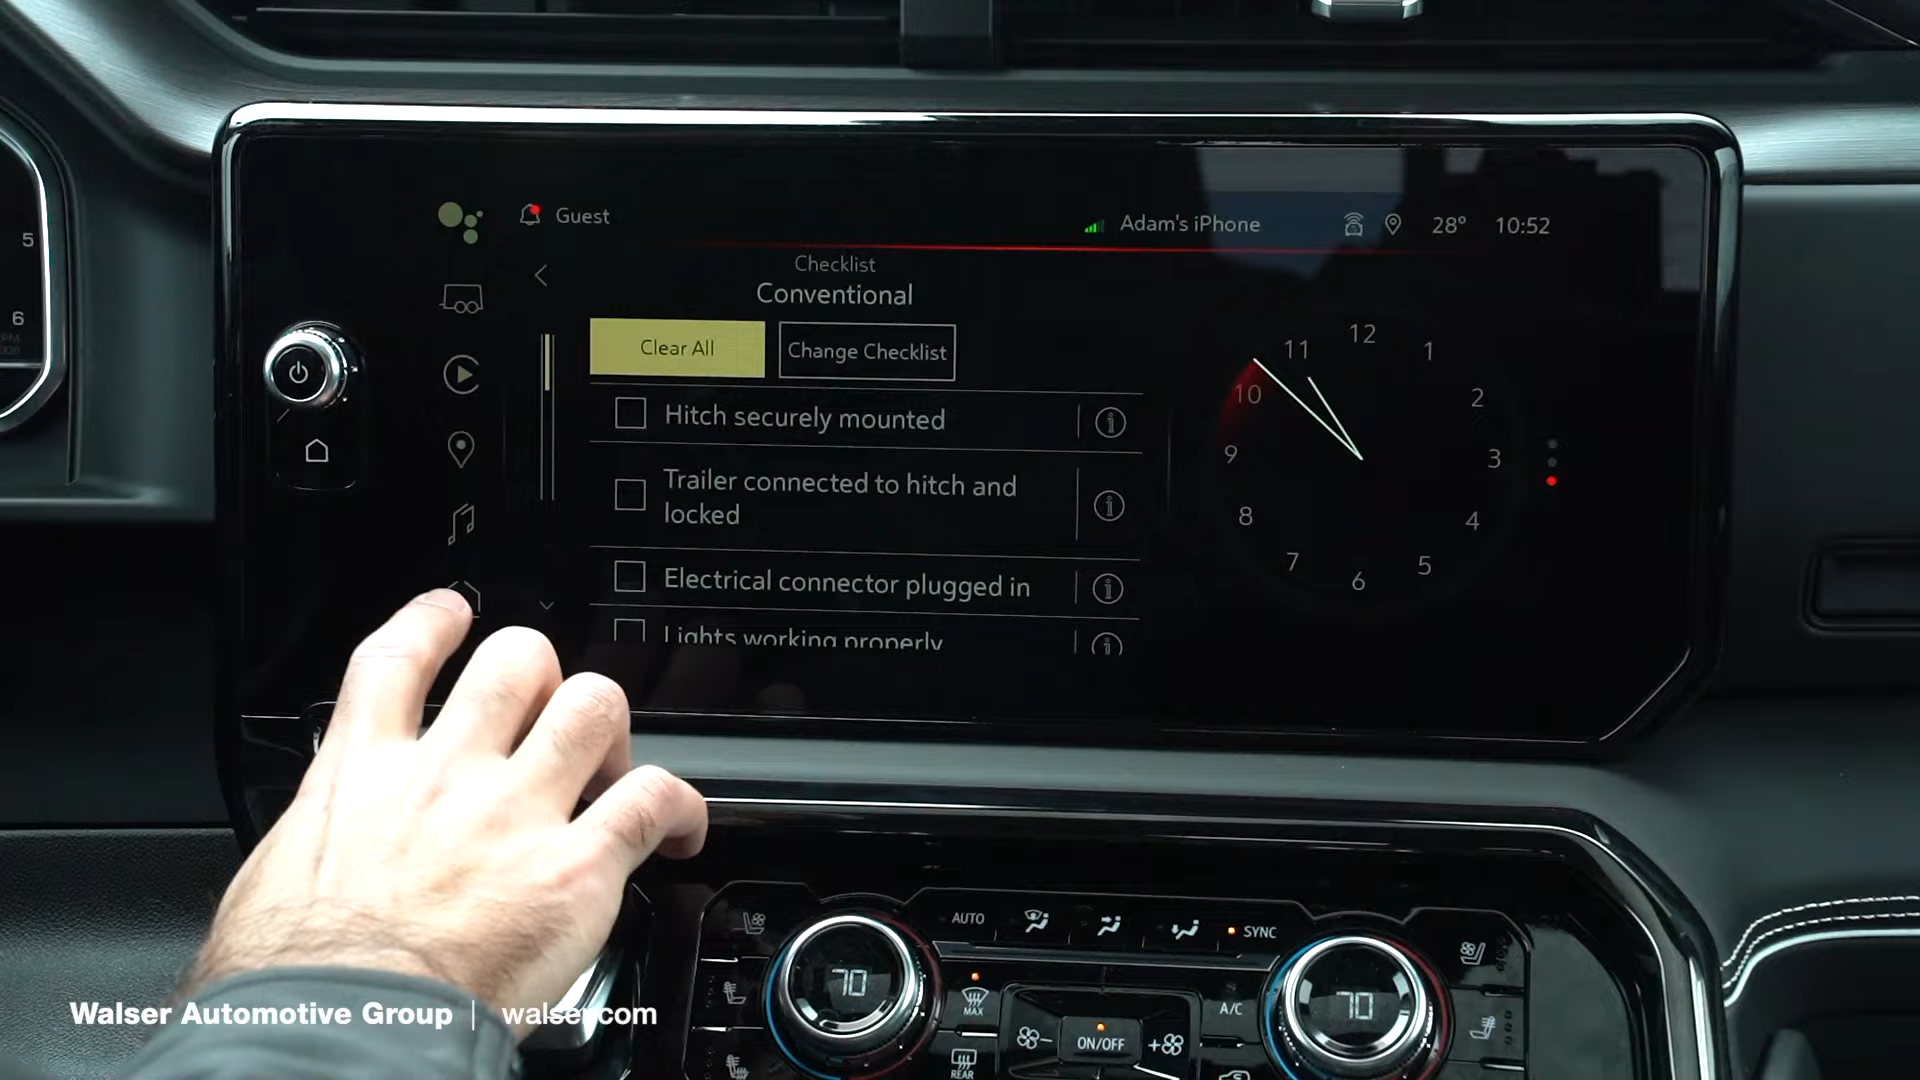 5
6
Guest
Adam's iPhone
28° 10:52
Checklist
Conventional
Clear All
Change Checklist
Hitch securely mounted
Trailer connected to hitch and
locked
Electrical connector plugged in
Lights working properly
12
1
2
3
4
5
6
7
8
9
10
11
AUTO
SYNC
70
MAX
A/C
70
ON/OFF
REAR
Walser Automotive Group | walser.com